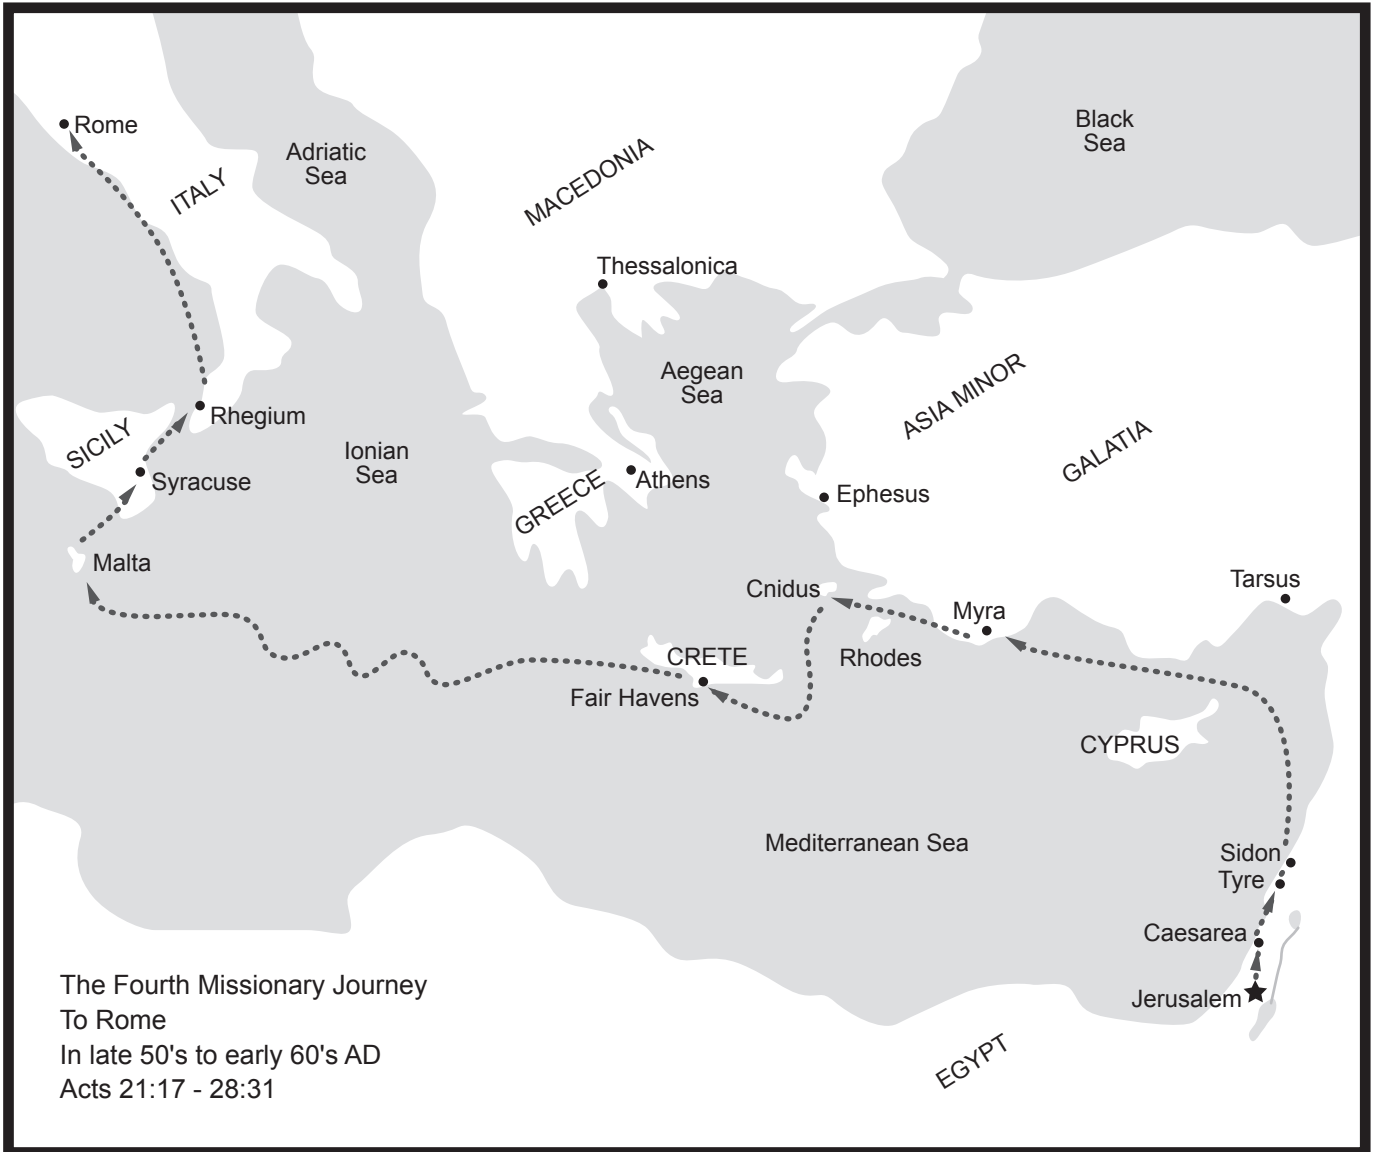 Rome
Adriatic
Sea
ITALY
MACEDONIA
Black
Sea
Thessalonica
Aegean
Sea
ASIA MINOR
GALATIA
Rhegium
SICILY
Ionian
Sea
Syracuse
GREECE
Athens
Ephesus
Malta
Cnidus
Myra
Tarsus
CRETE
Rhodes
Fair Havens
CYPRUS
Mediterranean Sea
Sidon
Tyre
Caesarea
Jerusalem
EGYPT
The Fourth Missionary Journey
To Rome
In late 50's to early 60's AD
Acts 21:17 - 28:31